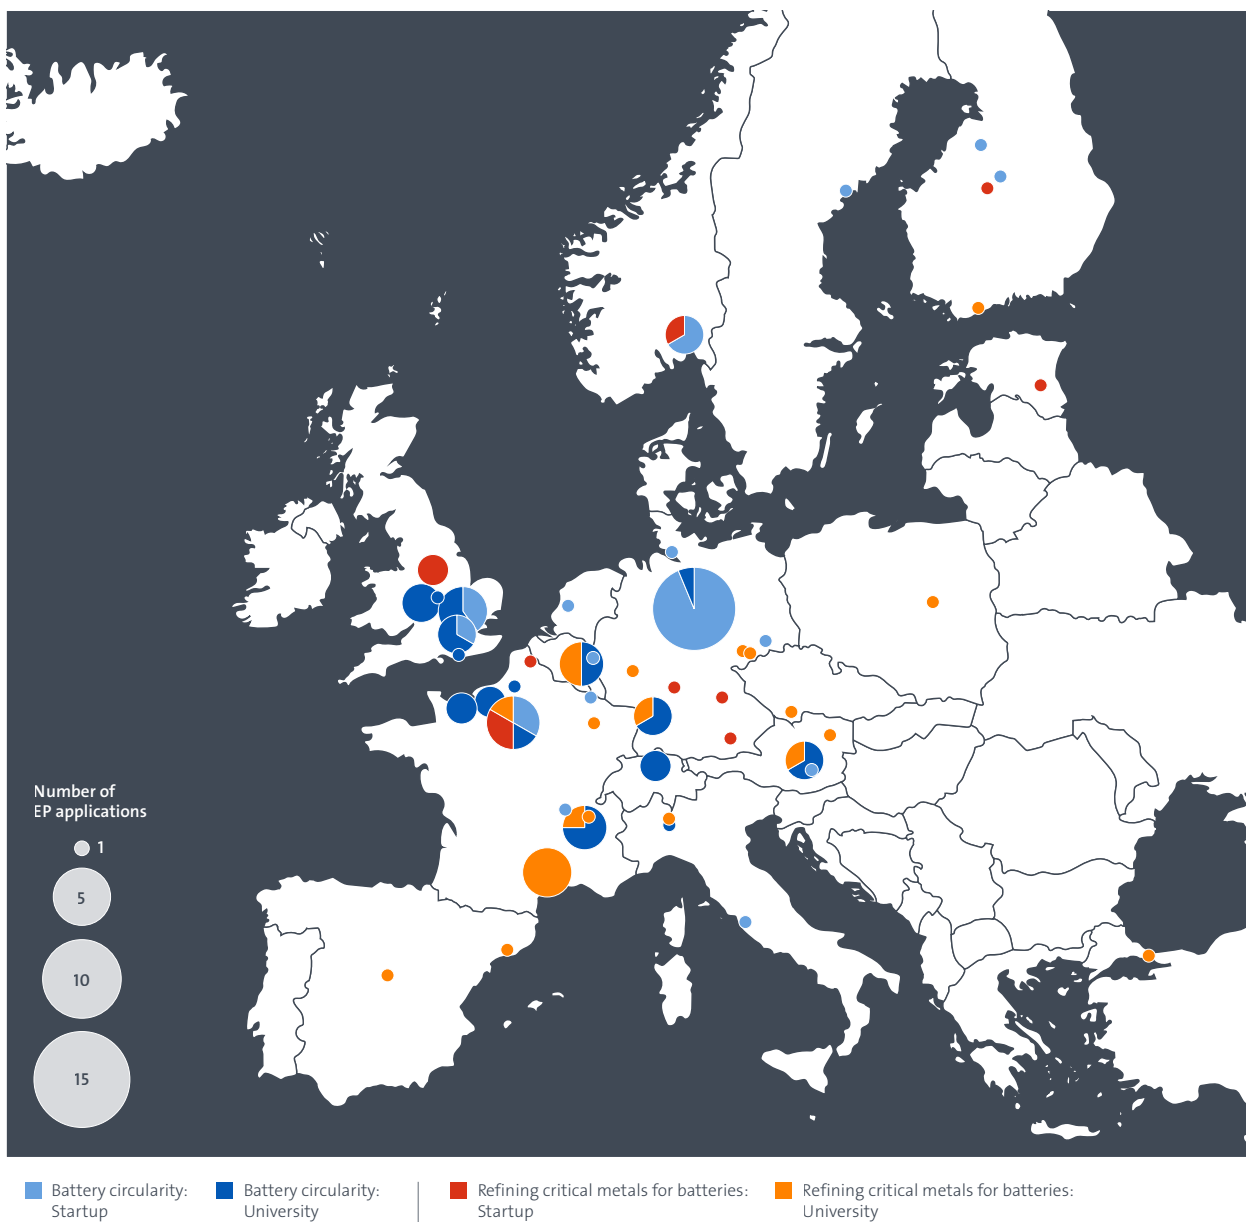 Number of
EP applications
1
5
10
15
Battery circularity:
Startup
Battery circularity:
University
Refining critical metals for batteries:
Startup
Refining critical metals for batteries:
University